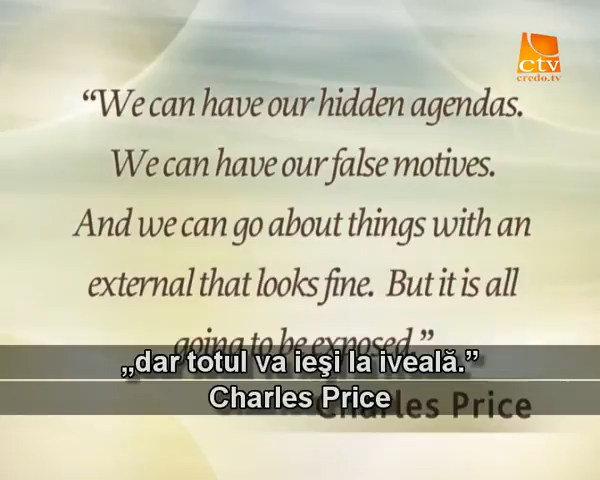 ctv
credo.tv
“We can have our hidden agendas.
We can have our false motives.
And we can go about things with an
external that looks fine. But it is all
going to be exposed.”
„dar totul va ieşi la iveală.”
Charles Price
Charles Price